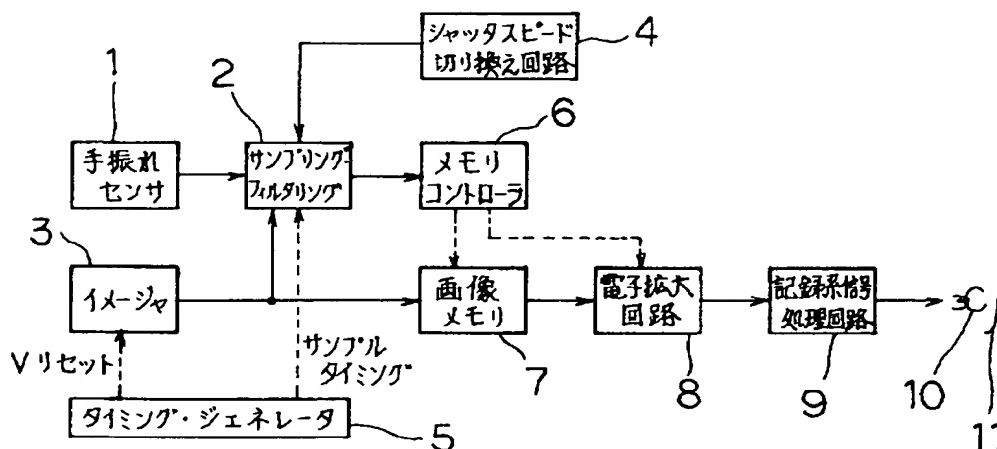 シャッタスピード
切り換え回路
4
1
2
6
手振れ
センサ
サンプリング
フィルタリング
メモリ
コントローラ
3
イメージャ
画像
メモリ
電子拡大
回路
記録系信号
処理回路
Vリセット
サンプル
タイミング
7
8
9
10
11
タイミング・ジェネレータ
5